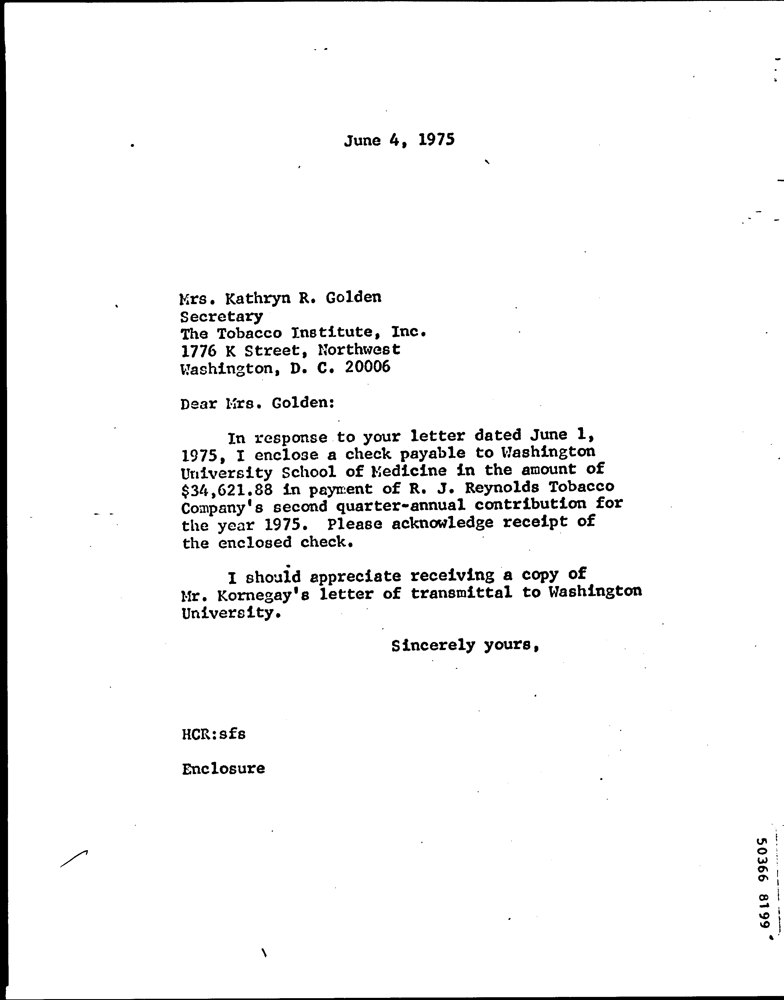 June 4, 1975
Mrs. Kathryn R. Golden
Secretary
The Tobacco Institute, Inc.
1776 K Street, Northwest
Washington, D. C. 20006
Dear Mrs. Golden:
In response to your letter dated June 1,
1975, I enclose a check payable to Washington
University School of Medicine in the amount of
$34,621.88 in payment of R. J. Reynolds Tobacco
Company's second quarter-annual contribution for
the year 1975. Please acknowledge receipt of
the enclosed check.
I should appreciate receiving a copy of
Mr. Kornegay's letter of transmittal to Washington
University.
Sincerely yours,
HCR:sfs
Enclosure
50366 8199